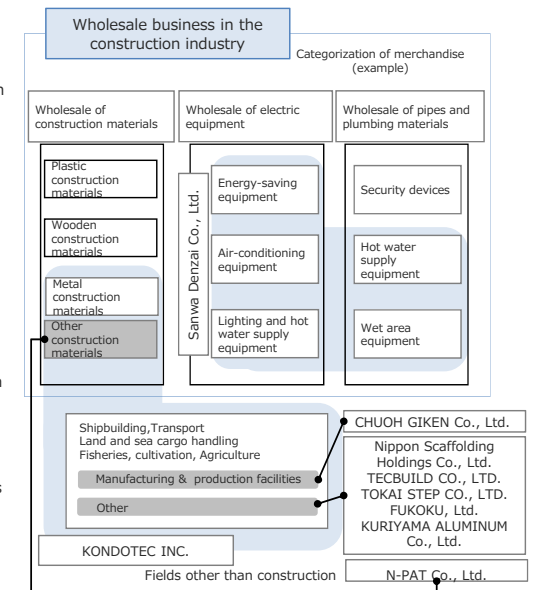 Wholesale business in the
construction industry
Categorization of merchandise
(example)
Wholesale of
construction materials
Wholesale of electric
equipment
Wholesale of pipes and
plumbing materials
Plastic
construction
materials
Wooden
construction
materials
Metal
construction
materials
Other
construction
materials
Sanwa Denzai Co., Ltd.
Energy-saving
equipment
Air-conditioning
equipment
Lighting and hot
water supply
equipment
Security devices
Hot water
supply
equipment
Wet area
equipment
Shipbuilding,Transport
Land and sea cargo handling
Fisheries, cultivation, Agriculture
Manufacturing & production facilities
Other
KONDOTEC INC.
CHUOH GIKEN Co., Ltd.
Nippon Scaffolding
Holdings Co., Ltd.
TECBUILD CO., LTD.
TOKAI STEP CO., LTD.
FUKOKU, Ltd.
KURIYAMA ALUMINUM
Co., Ltd.
Fields other than construction
N-PAT Co., Ltd.